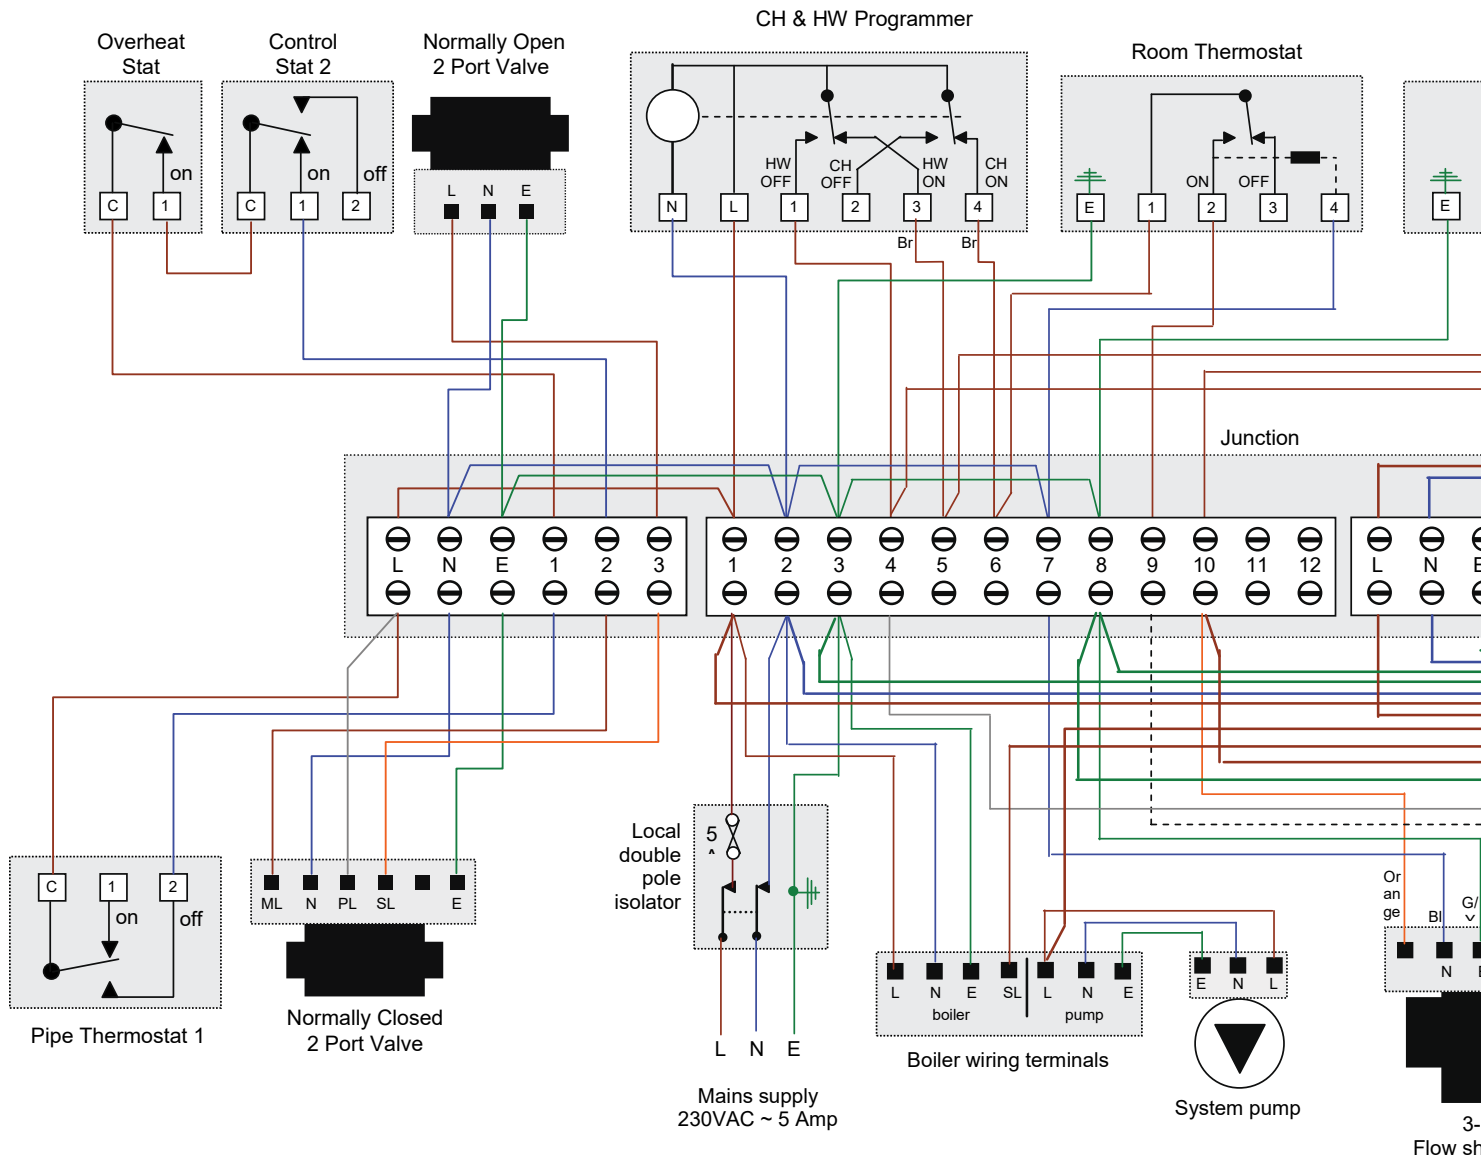 CH & HW Programmer
Overheat
Stat
Control
Stat 2
Normally Open
2 Port Valve
Room Thermostat
on
C
1
on
off
C
1
2
L
N
E
HW
OFF
CH
OFF
HW
ON
CH
ON
N
L
1
2
3
4
Br
Br
ON
OFF
E
1
2
3
4
E
Junction
L
N
E
1
2
3
1
2
3
4
5
6
7
8
9
10
11
12
L
N
E
C
1
2
on
off
Pipe Thermostat 1
ML
N
PL
SL
E
Normally Closed
2 Port Valve
Local
double
pole
isolator
5
L
N
E
Mains supply
230VAC ~ 5 Amp
L
N
E
SL
L
N
E
boiler
pump
Boiler wiring terminals
E
N
L
System pump
Or
an
ge
Bl
G/
N
E
3-
Flow sh